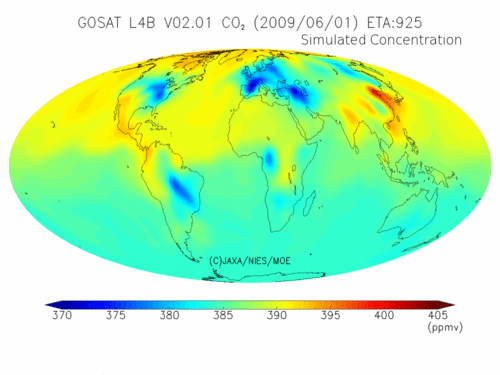 GOSAT L4B V02.01 CO₂ (2009/06/01) ETA:925
Simulated Concentration
(C)JAXA/NIES/MOE
370 375 380 385 390 395 400 405
(ppmv)